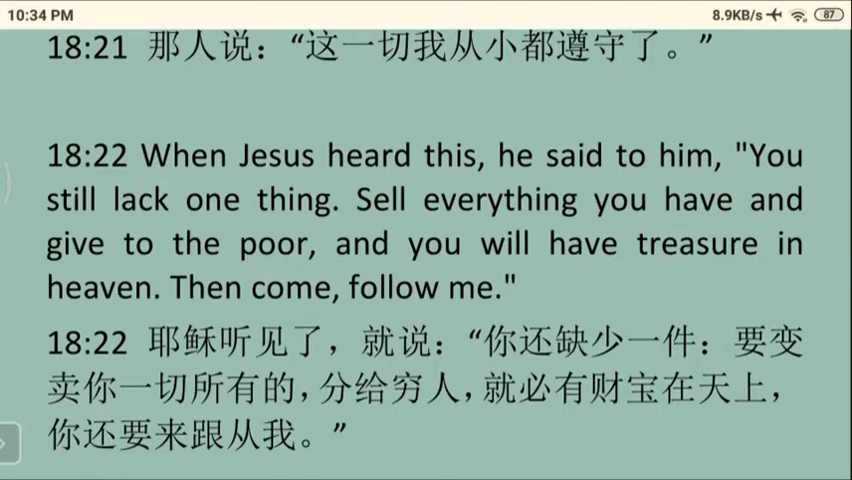 10:34 PM 8.9KB/s 87
18:21 那人说：“这一切我从小都遵守了。”
18:22 When Jesus heard this, he said to him, "You
still lack one thing. Sell everything you have and
give to the poor, and you will have treasure in
heaven. Then come, follow me."
18:22 耶稣听见了，就说：“你还缺少一件：要变
卖你一切所有的，分给穷人，就必有财宝在天上，
你还要来跟从我。”